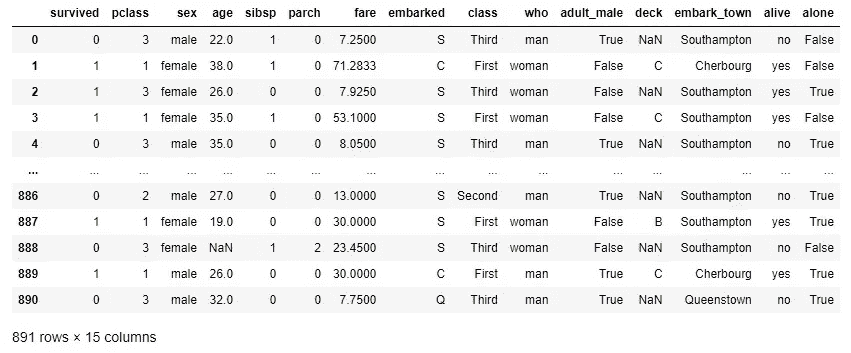 survived pclass sex age sibsp parch fare embarked class who adult_male deck embark_town alive alone
0 0 3 male 22.0 1 0 7.2500 S Third man True NaN Southampton no False
1 1 1 female 38.0 1 0 71.2833 C First woman False C Cherbourg yes False
2 1 3 female 26.0 0 0 7.9250 S Third woman False NaN Southampton yes True
3 1 1 female 35.0 1 0 53.1000 S First woman False C Southampton yes False
4 0 3 male 35.0 0 0 8.0500 S Third man True NaN Southampton no True
... ... ... ... ... ... ... ... ... ... ... ... ... ... ... ...
886 0 2 male 27.0 0 0 13.0000 S Second man True NaN Southampton no True
887 1 1 female 19.0 0 0 30.0000 S First woman False B Southampton yes True
888 0 3 female NaN 1 2 23.4500 S Third woman False NaN Southampton no False
889 1 1 male 26.0 0 0 30.0000 C First man True C Cherbourg yes True
890 0 3 male 32.0 0 0 7.7500 Q Third man True NaN Queenstown no True
891 rows × 15 columns